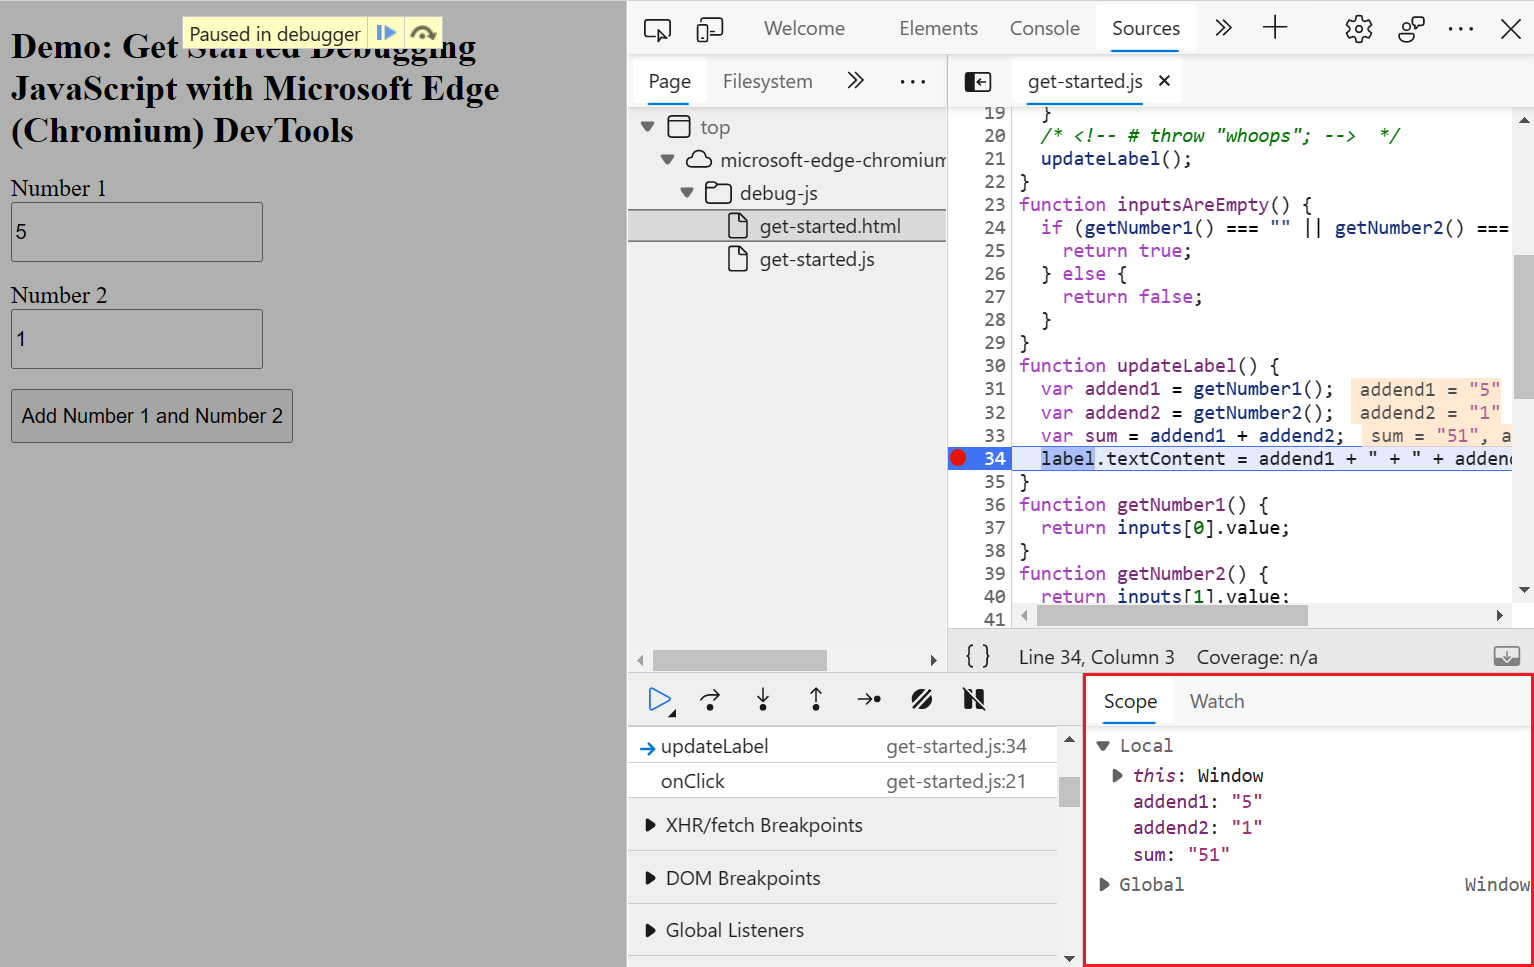 Paused in debugger
Demo: Get Started Debugging
JavaScript with Microsoft Edge
(Chromium) DevTools
Number 1
5
Number 2
1
Add Number 1 and Number 2
Welcome Elements Console Sources
Page Filesystem
top
microsoft-edge-chromium
debug-js
get-started.html
get-started.js
get-started.js
19 }
20 /* <!-- # throw "whoops"; --> */
21 updateLabel();
22 }
23 function inputsAreEmpty() {
24 if (getNumber1() === "" || getNumber2() ===
25 return true;
26 } else {
27 return false;
28 }
29 }
30 function updateLabel() {
31 var addend1 = getNumber1(); addend1 = "5"
32 var addend2 = getNumber2(); addend2 = "1"
33 var sum = addend1 + addend2; sum = "51", a
34 label.textContent = addend1 + " + " + addend
35 }
36 function getNumber1() {
37 return inputs[0].value;
38 }
39 function getNumber2() {
40 return inputs[1].value;
41
{ } Line 34, Column 3 Coverage: n/a
updateLabel get-started.js:34
onClick get-started.js:21
XHR/fetch Breakpoints
DOM Breakpoints
Global Listeners
Scope Watch
Local
this: Window
addend1: "5"
addend2: "1"
sum: "51"
Global Window